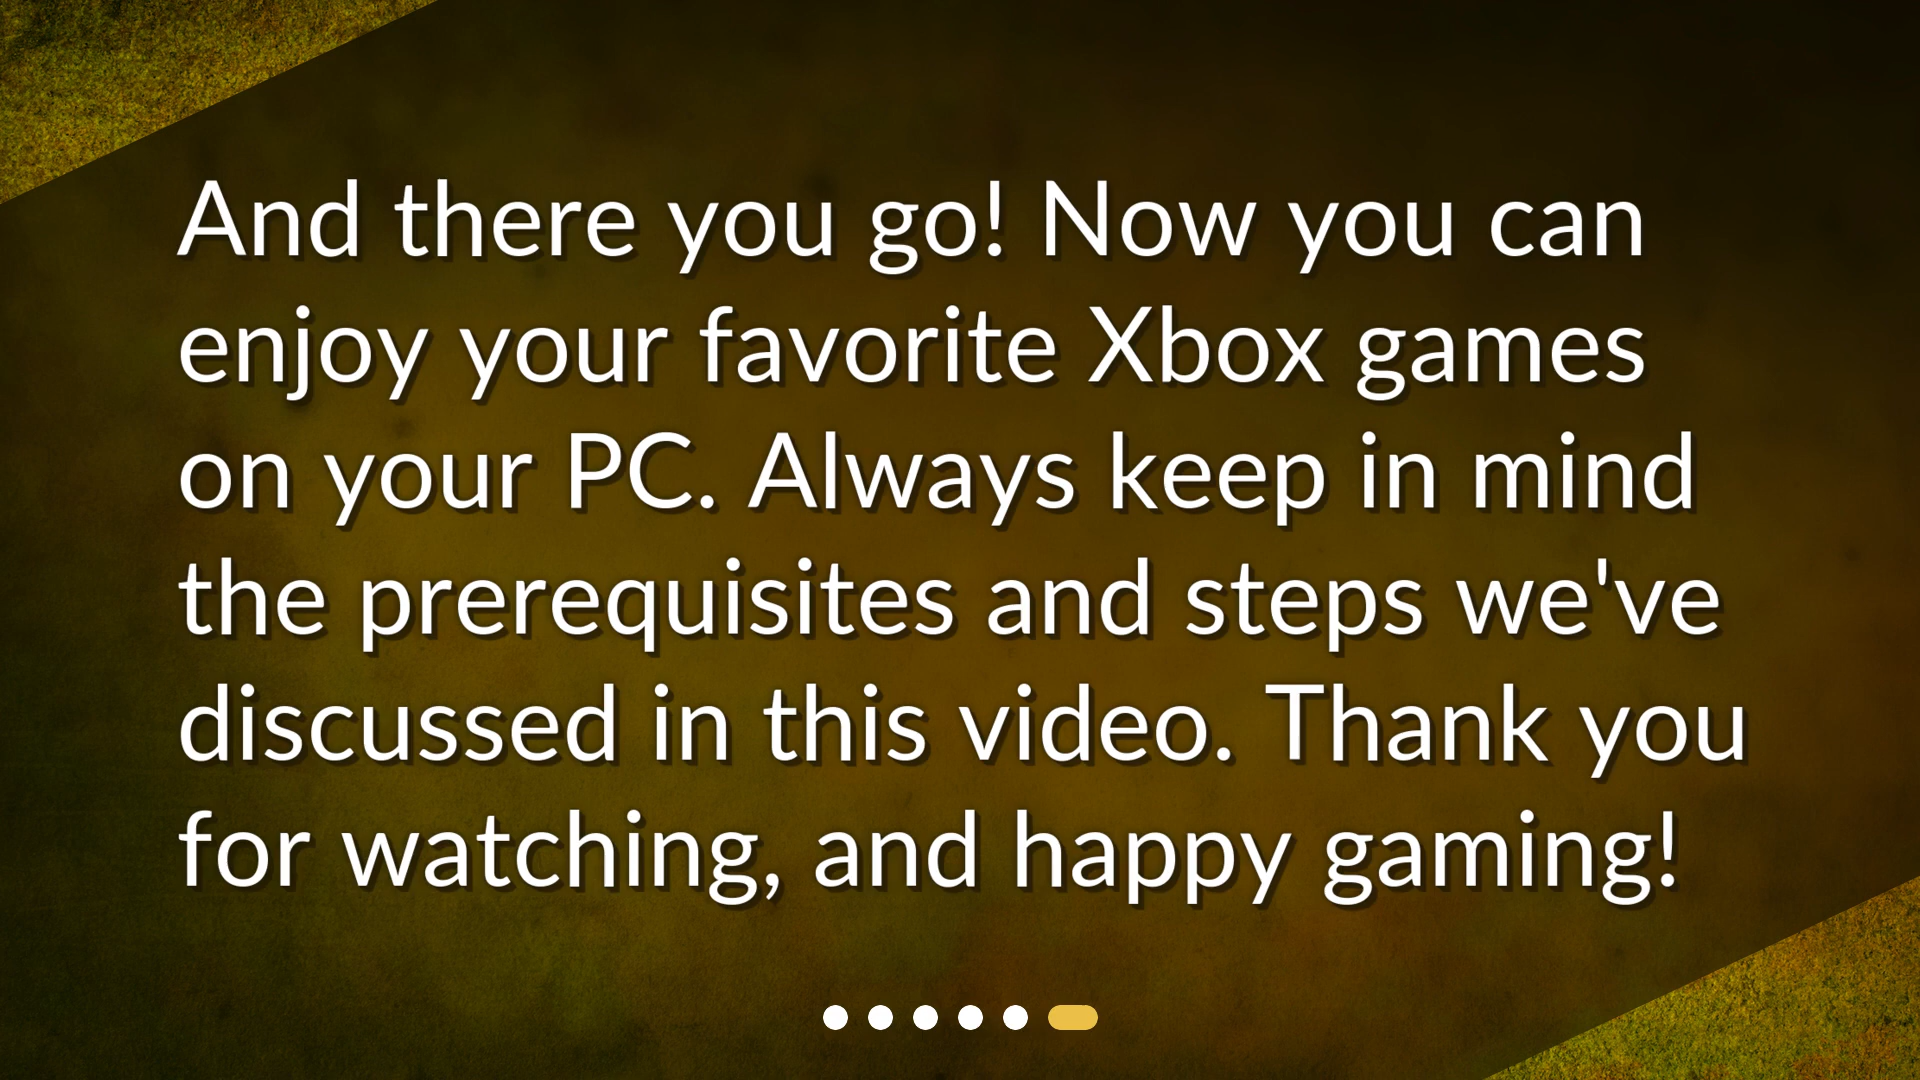 And there you go! Now you can
enjoy your favorite Xbox games
on your PC. Always keep in mind
the prerequisites and steps we've
discussed in this video. Thank you
for watching, and happy gaming!